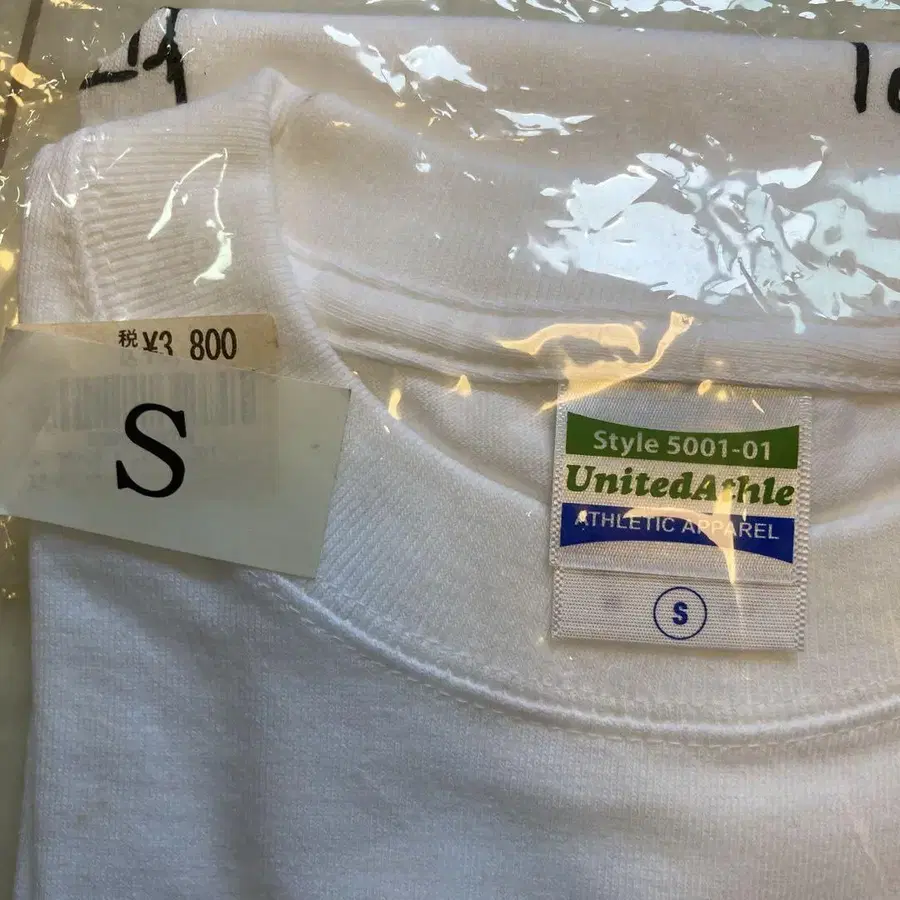 税 ¥3 800
S
Style 5001-01
UnitedAthle
ATHLETIC APPAREL
S